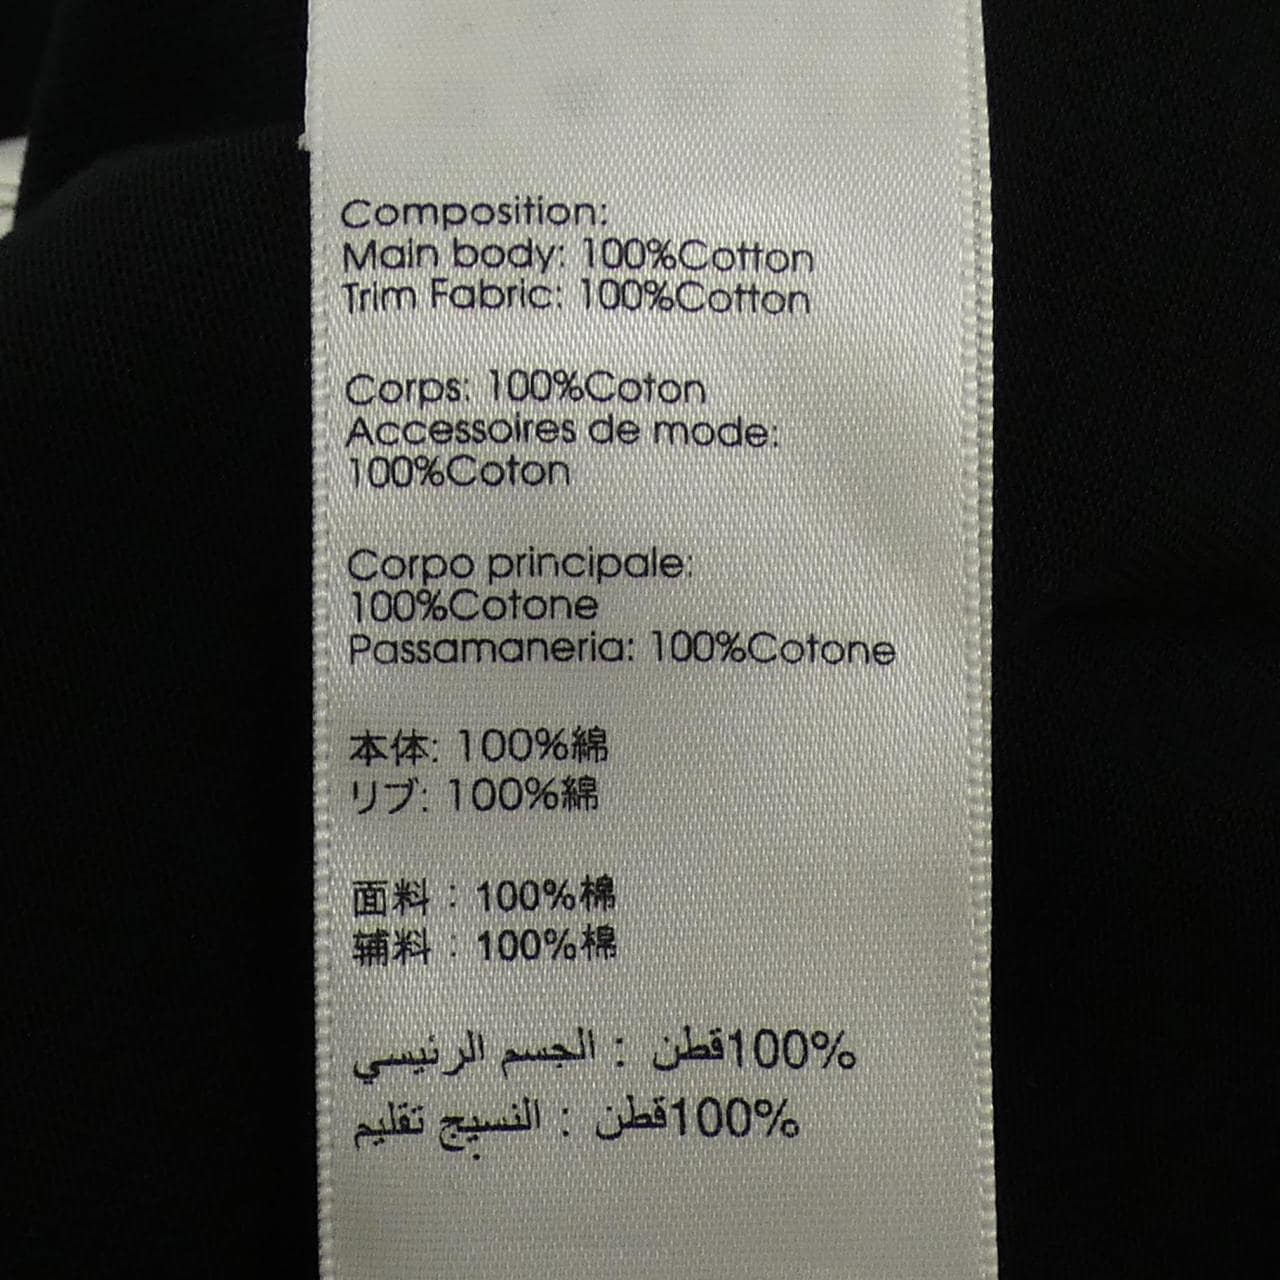 Composition:
Main body: 100%Cotton
Trim Fabric: 100%Cotton
Corps: 100%Coton
Accessoires de mode:
100%Coton
Corpo principale:
100%Cotone
Passamaneria: 100%Cotone
本体: 100%綿
リブ: 100%綿
面料：100%棉
辅料：100%棉
100%قطن : الجسم الرئيسي
100%قطن : النسيج تقليم